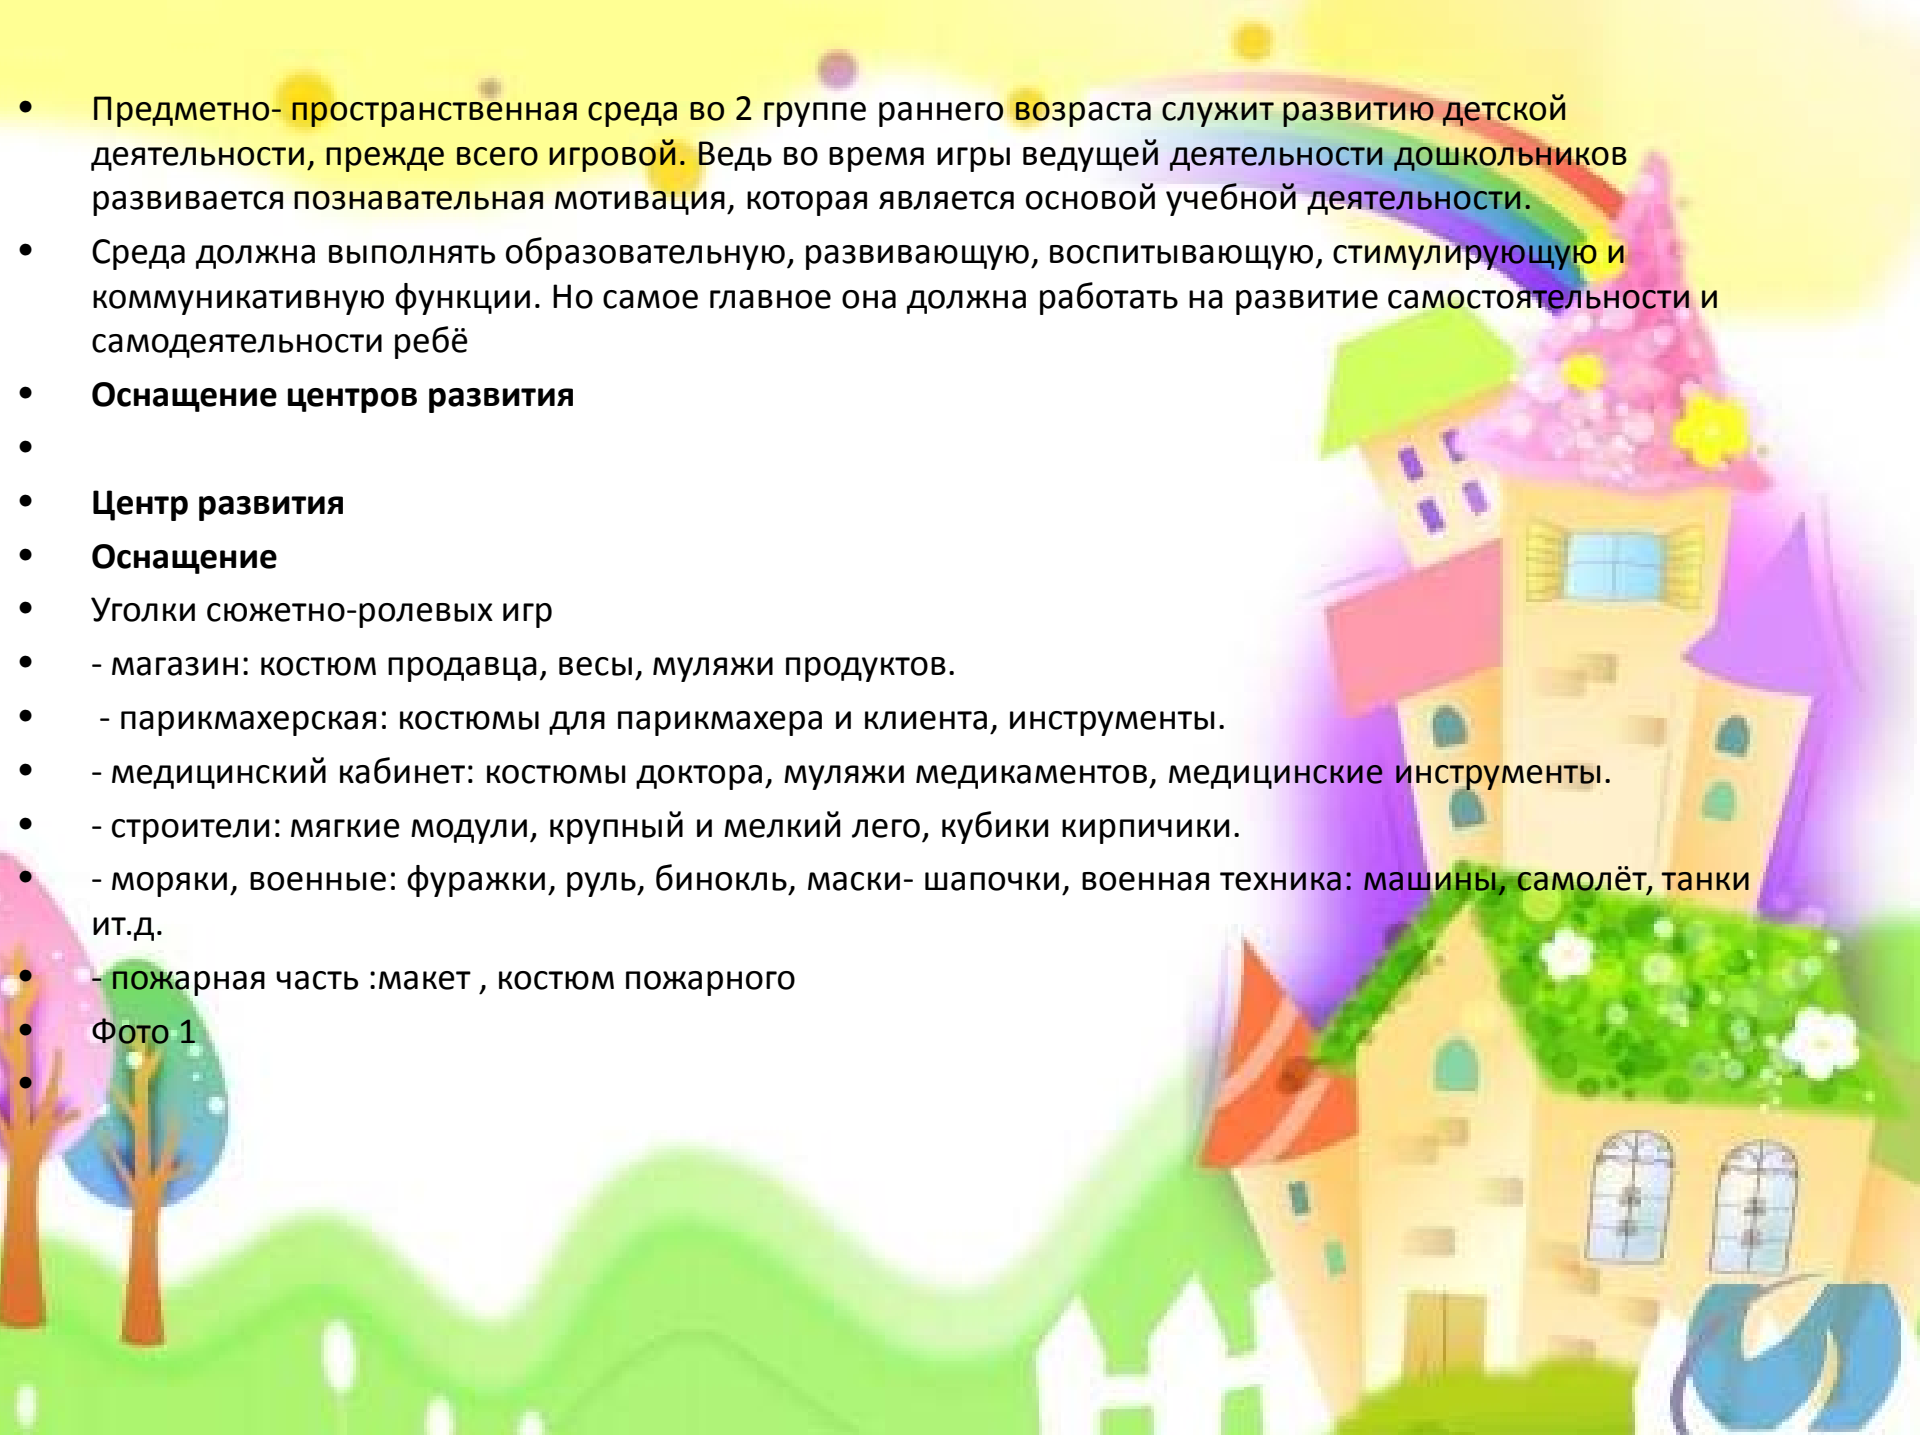 • Предметно- пространственная среда во 2 группе раннего возраста служит развитию детской
деятельности, прежде всего игровой. Ведь во время игры ведущей деятельности дошкольников
развивается познавательная мотивация, которая является основой учебной деятельности.
• Среда должна выполнять образовательную, развивающую, воспитывающую, стимулирующую и
коммуникативную функции. Но самое главное она должна работать на развитие самостоятельности и
самодеятельности ребё
• Оснащение центров развития
•
• Центр развития
• Оснащение
• Уголки сюжетно-ролевых игр
• - магазин: костюм продавца, весы, муляжи продуктов.
• - парикмахерская: костюмы для парикмахера и клиента, инструменты.
• - медицинский кабинет: костюмы доктора, муляжи медикаментов, медицинские инструменты.
• - строители: мягкие модули, крупный и мелкий лего, кубики кирпичики.
• - моряки, военные: фуражки, руль, бинокль, маски- шапочки, военная техника: машины, самолёт, танки
ит.д.
• - пожарная часть :макет , костюм пожарного
• Фото 1
•